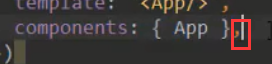 template: '<App/>',
components: { App },
})